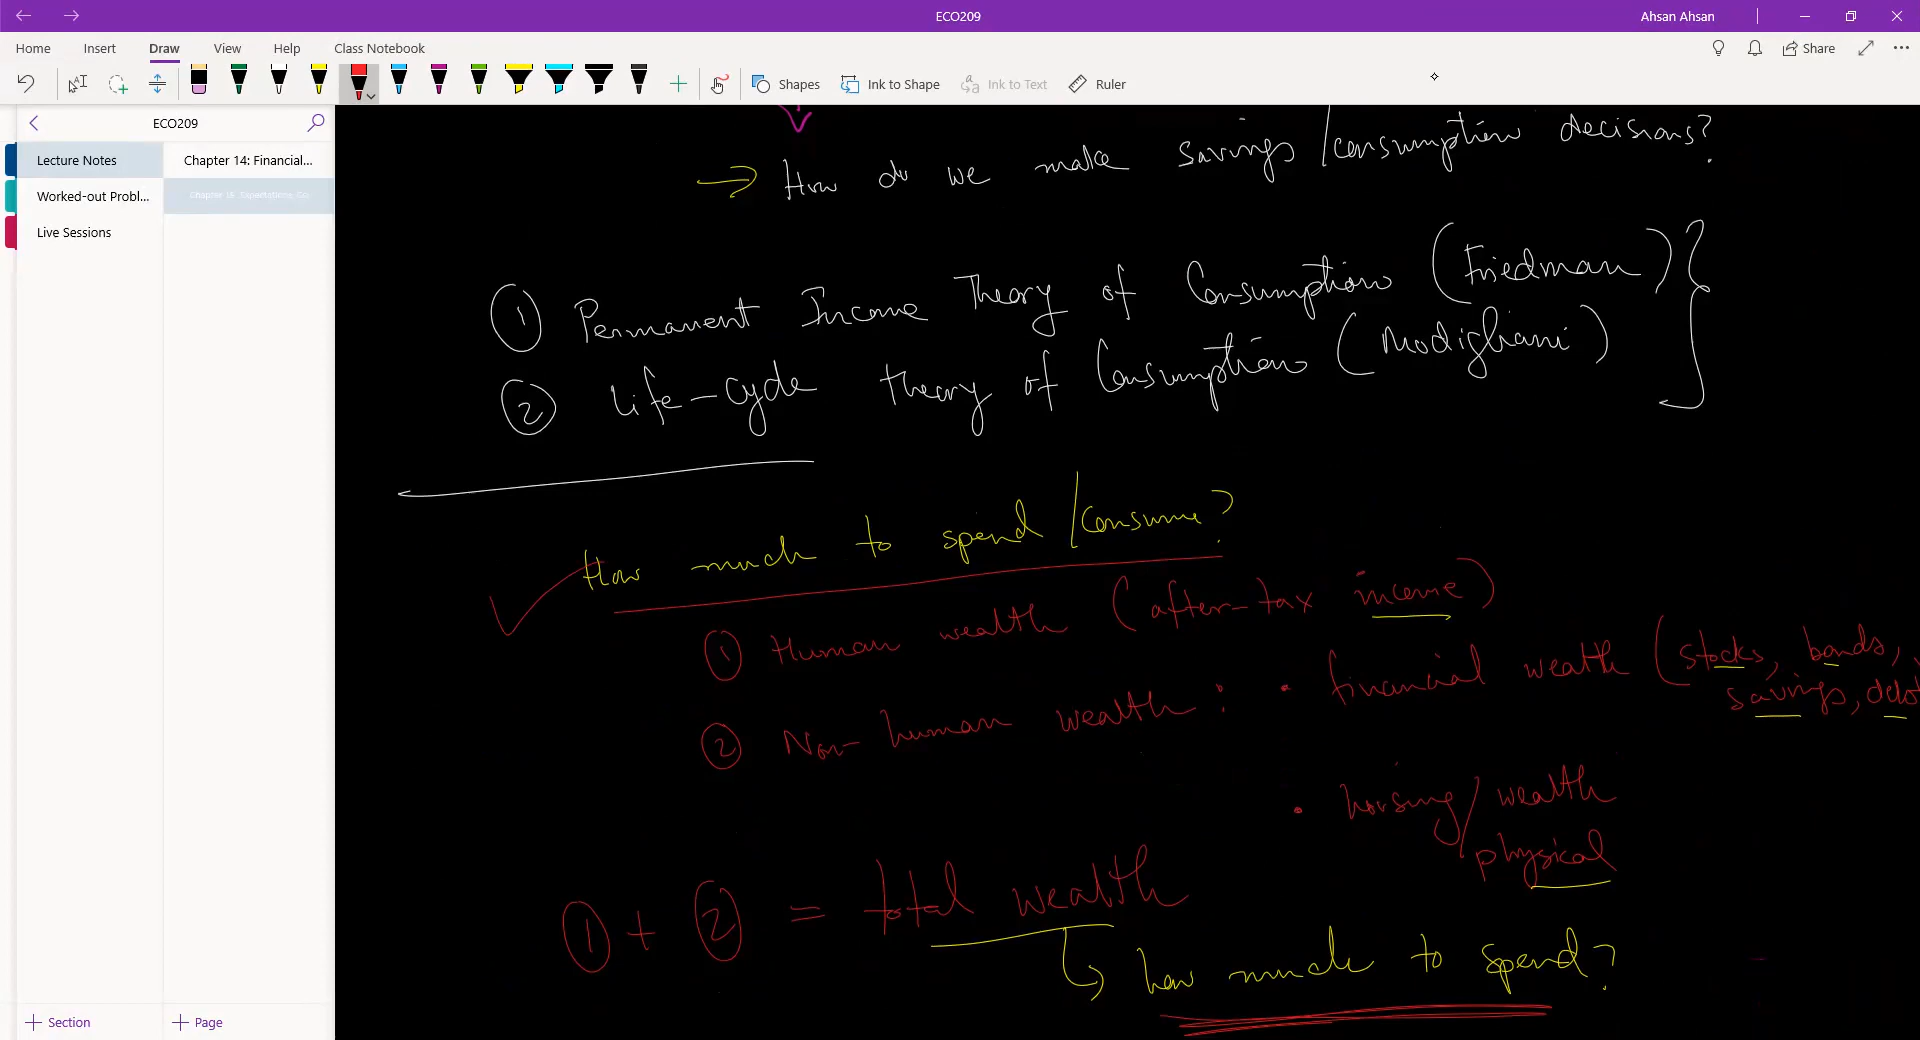 ECO209
Ahsan Ahsan
Home Insert Draw View Help Class Notebook
Share
Shapes Ink to Shape Ink to Text Ruler
ECO209
Lecture Notes
Worked-out Probl...
Live Sessions
Chapter 14: Financial...
Section
Page
→ How do we make savings/consumption decisions?
① Permanent Income Theory of Consumption (Friedman)
② Life-cycle theory of Consumption (Modigliani)
How much to spend/consume?
① Human wealth (after-tax income)
② Non-human wealth: • financial wealth (stocks, bonds,
savings, debt
• housing/wealth
physical
① + ② = total wealth
how much to spend?